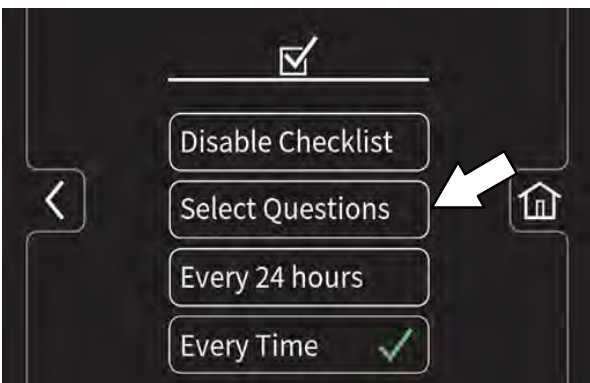 Disable Checklist
Select Questions
Every 24 hours
Every Time